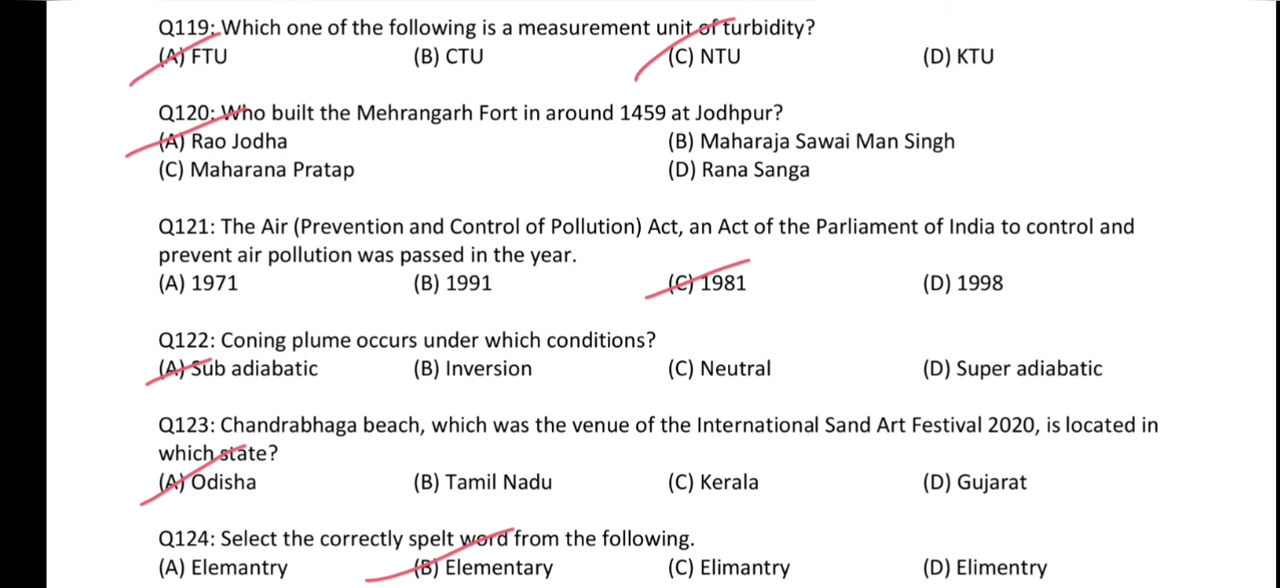 Q119: Which one of the following is a measurement unit of turbidity?
(A) FTU (B) CTU (C) NTU (D) KTU
Q120: Who built the Mehrangarh Fort in around 1459 at Jodhpur?
(A) Rao Jodha (B) Maharaja Sawai Man Singh
(C) Maharana Pratap (D) Rana Sanga
Q121: The Air (Prevention and Control of Pollution) Act, an Act of the Parliament of India to control and
prevent air pollution was passed in the year.
(A) 1971 (B) 1991 (C) 1981 (D) 1998
Q122: Coning plume occurs under which conditions?
(A) Sub adiabatic (B) Inversion (C) Neutral (D) Super adiabatic
Q123: Chandrabhaga beach, which was the venue of the International Sand Art Festival 2020, is located in
which state?
(A) Odisha (B) Tamil Nadu (C) Kerala (D) Gujarat
Q124: Select the correctly spelt word from the following.
(A) Elemantry (B) Elementary (C) Elimantry (D) Elimentry